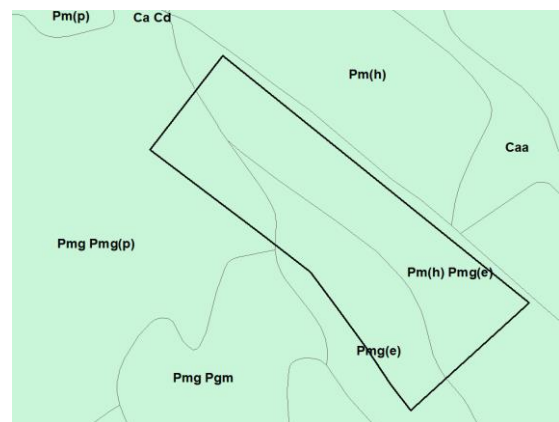 Pm(p)
Ca Cd
Pm(h)
Caa
Pmg Pmg(p)
Pm(h) Pmg(e)
Pmg(e)
Pmg Pgm